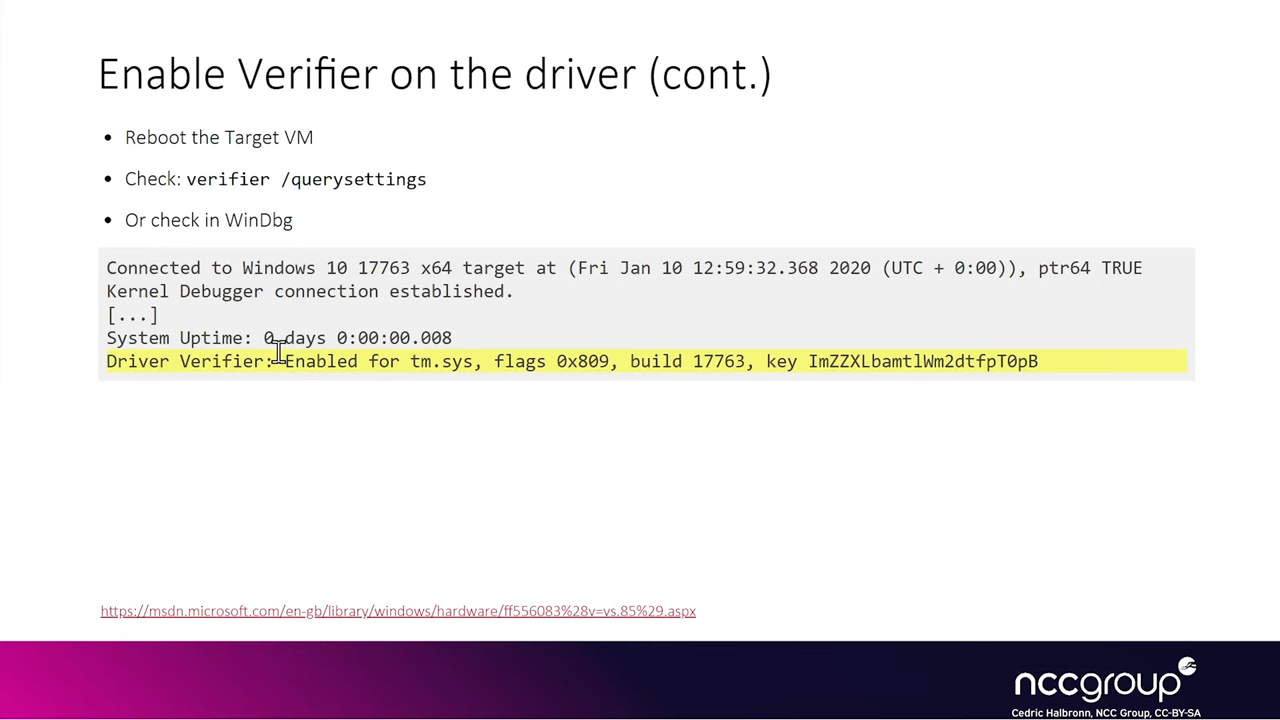 Enable Verifier on the driver (cont.)
• Reboot the Target VM
• Check: verifier /querysettings
• Or check in WinDbg
Connected to Windows 10 17763 x64 target at (Fri Jan 10 12:59:32.368 2020 (UTC + 0:00)), ptr64 TRUE
Kernel Debugger connection established.
[...]
System Uptime: 0 days 0:00:00.008
Driver Verifier: Enabled for tm.sys, flags 0x809, build 17763, key ImZZXLbamtlWm2dtfpT0pB
https://msdn.microsoft.com/en-gb/library/windows/hardware/ff556083%28v=vs.85%29.aspx
nccgroup
Cedric Halbronn, NCC Group, CC-BY-SA